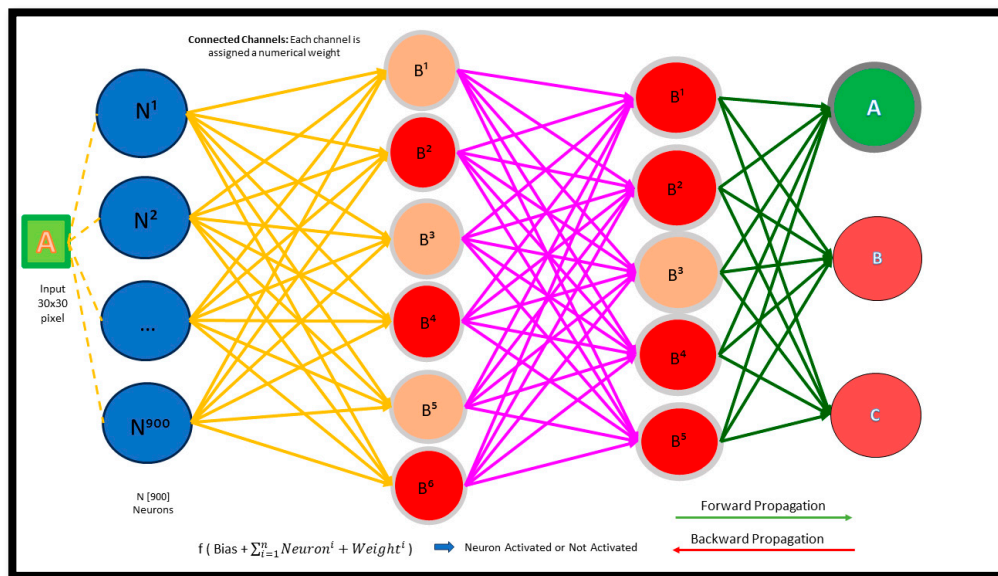 Connected Channels: Each channel is
assigned a numerical weight
N¹
N²
...
N⁹⁰⁰
A
Input
30x30
pixel
N [900]
Neurons
B¹
B²
B³
B⁴
B⁵
B⁶
B¹
B²
B³
B⁴
B⁵
A
B
C
Forward Propagation
Backward Propagation
f ( Bias + ∑ⁿᵢ₌₁ Neuronⁱ + Weightⁱ )
Neuron Activated or Not Activated